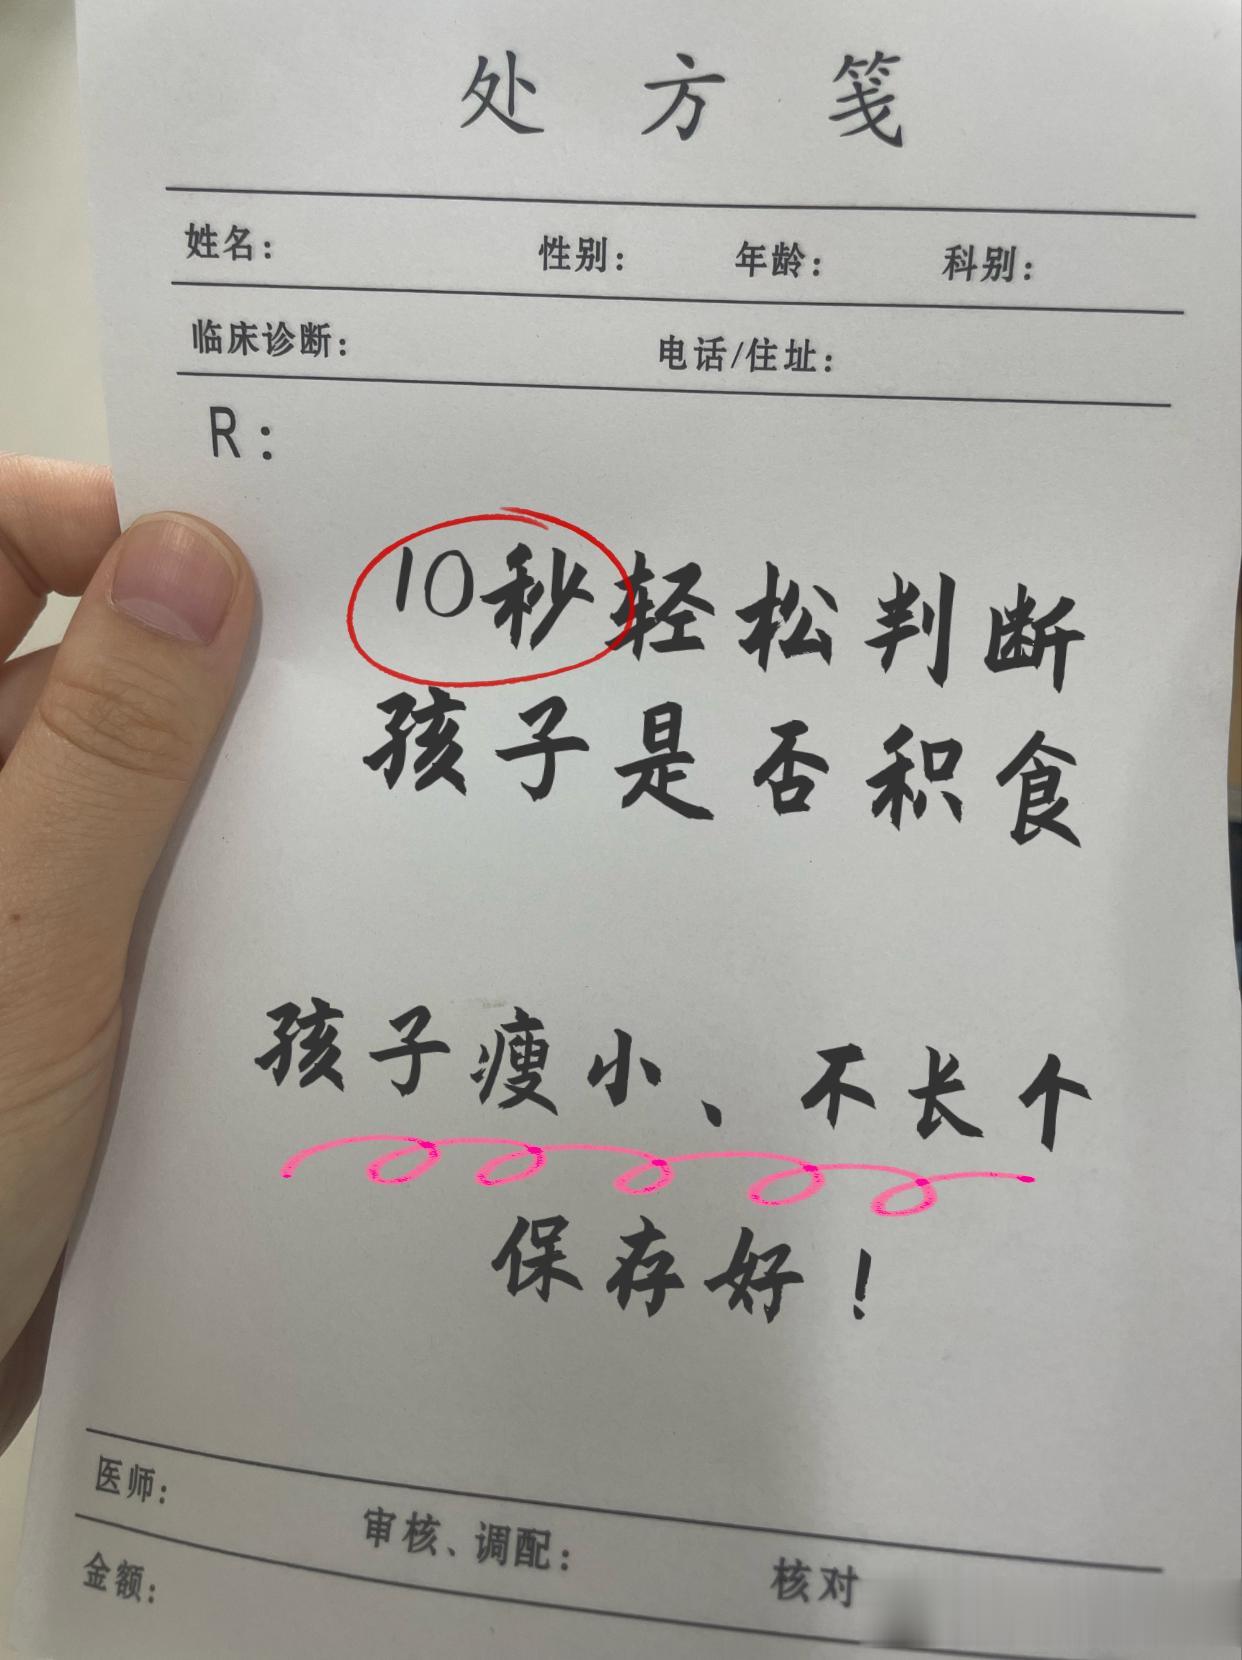 处方笺
姓名： 性别： 年龄： 科别：
临床诊断： 电话/住址：
R：
10秒轻松判断
孩子是否积食
孩子瘦小、不长个
保存好！
医师： 审核、调配： 核对
金额：